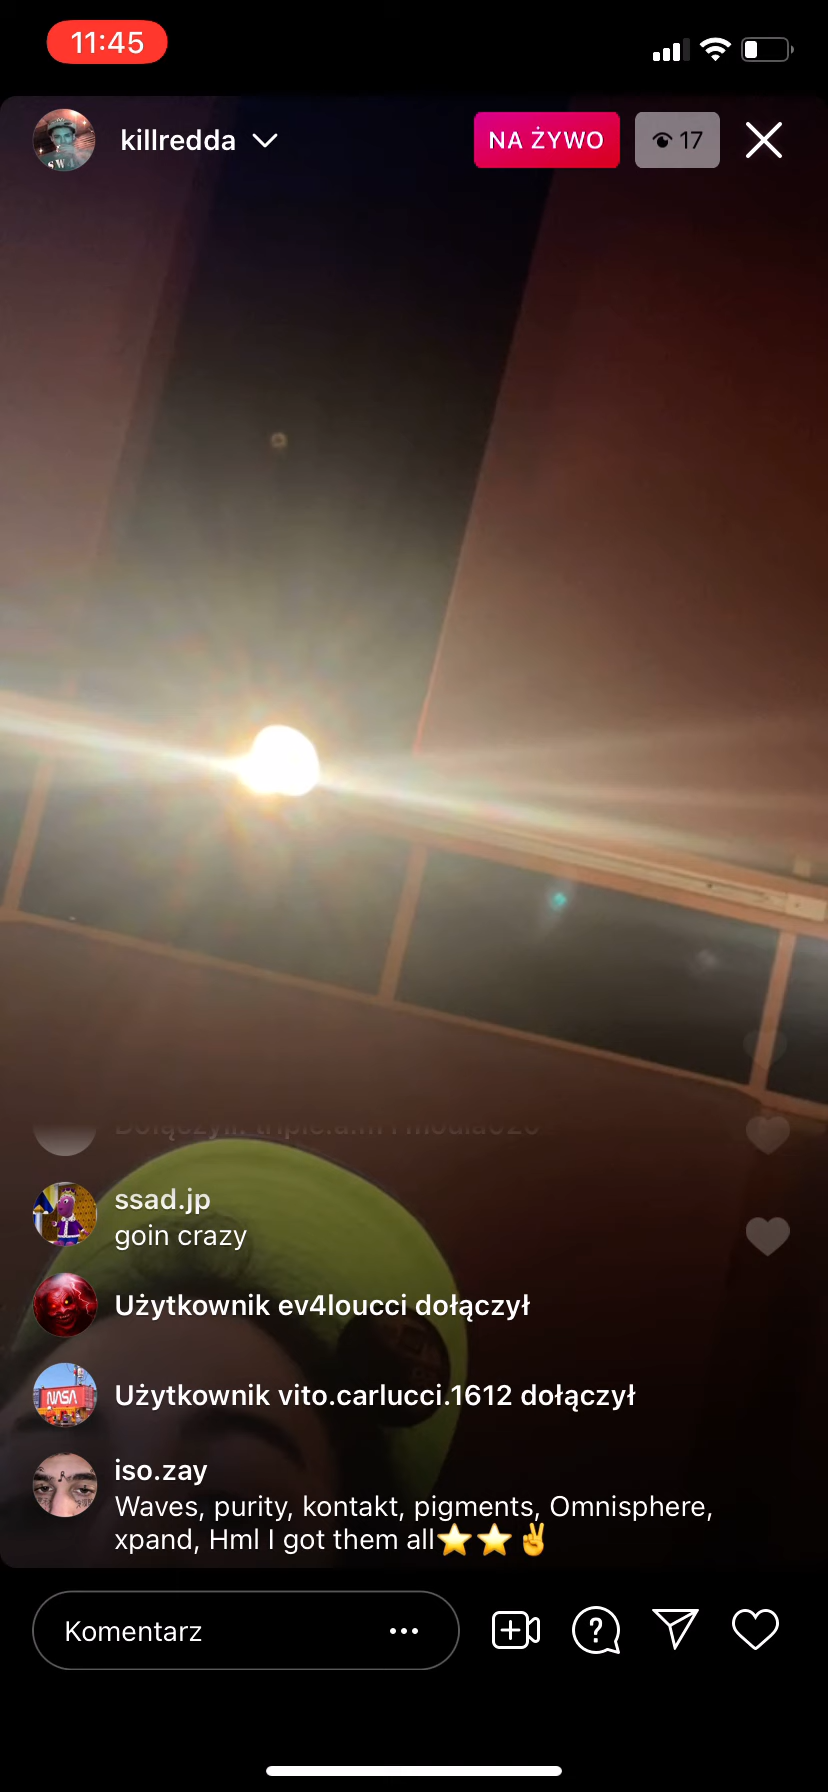 11:45
killredda
NA ŻYWO
17
ssad.jp
goin crazy
Użytkownik ev4loucci dołączył
NASA
Użytkownik vito.carlucci.1612 dołączył
iso.zay
Waves, purity, kontakt, pigments, Omnisphere,
xpand, Hml I got them all⭐⭐✌
Komentarz